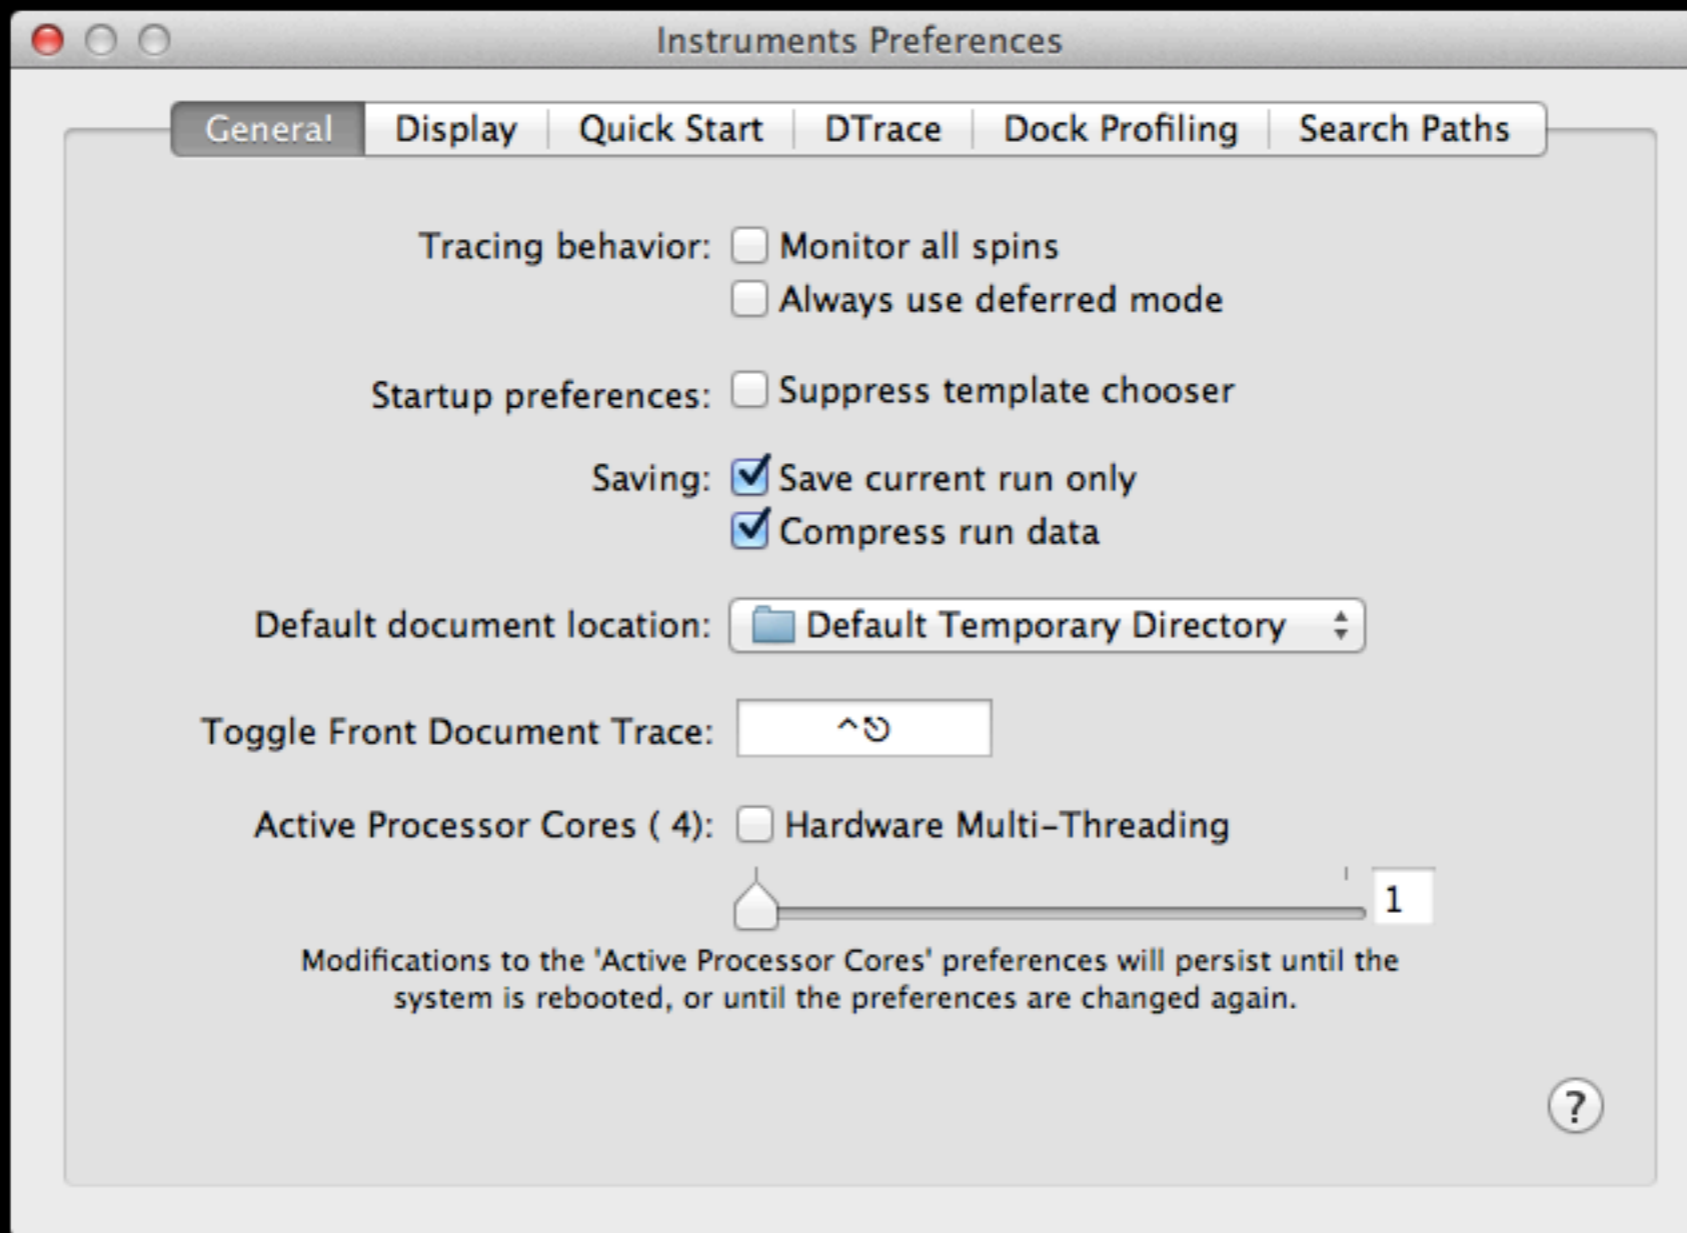 Instruments Preferences
General Display Quick Start DTrace Dock Profiling Search Paths
Tracing behavior: Monitor all spins
Always use deferred mode
Startup preferences: Suppress template chooser
Saving: Save current run only
Compress run data
Default document location: Default Temporary Directory
Toggle Front Document Trace: ^⎋
Active Processor Cores ( 4): Hardware Multi-Threading
1
Modifications to the 'Active Processor Cores' preferences will persist until the
system is rebooted, or until the preferences are changed again.
?